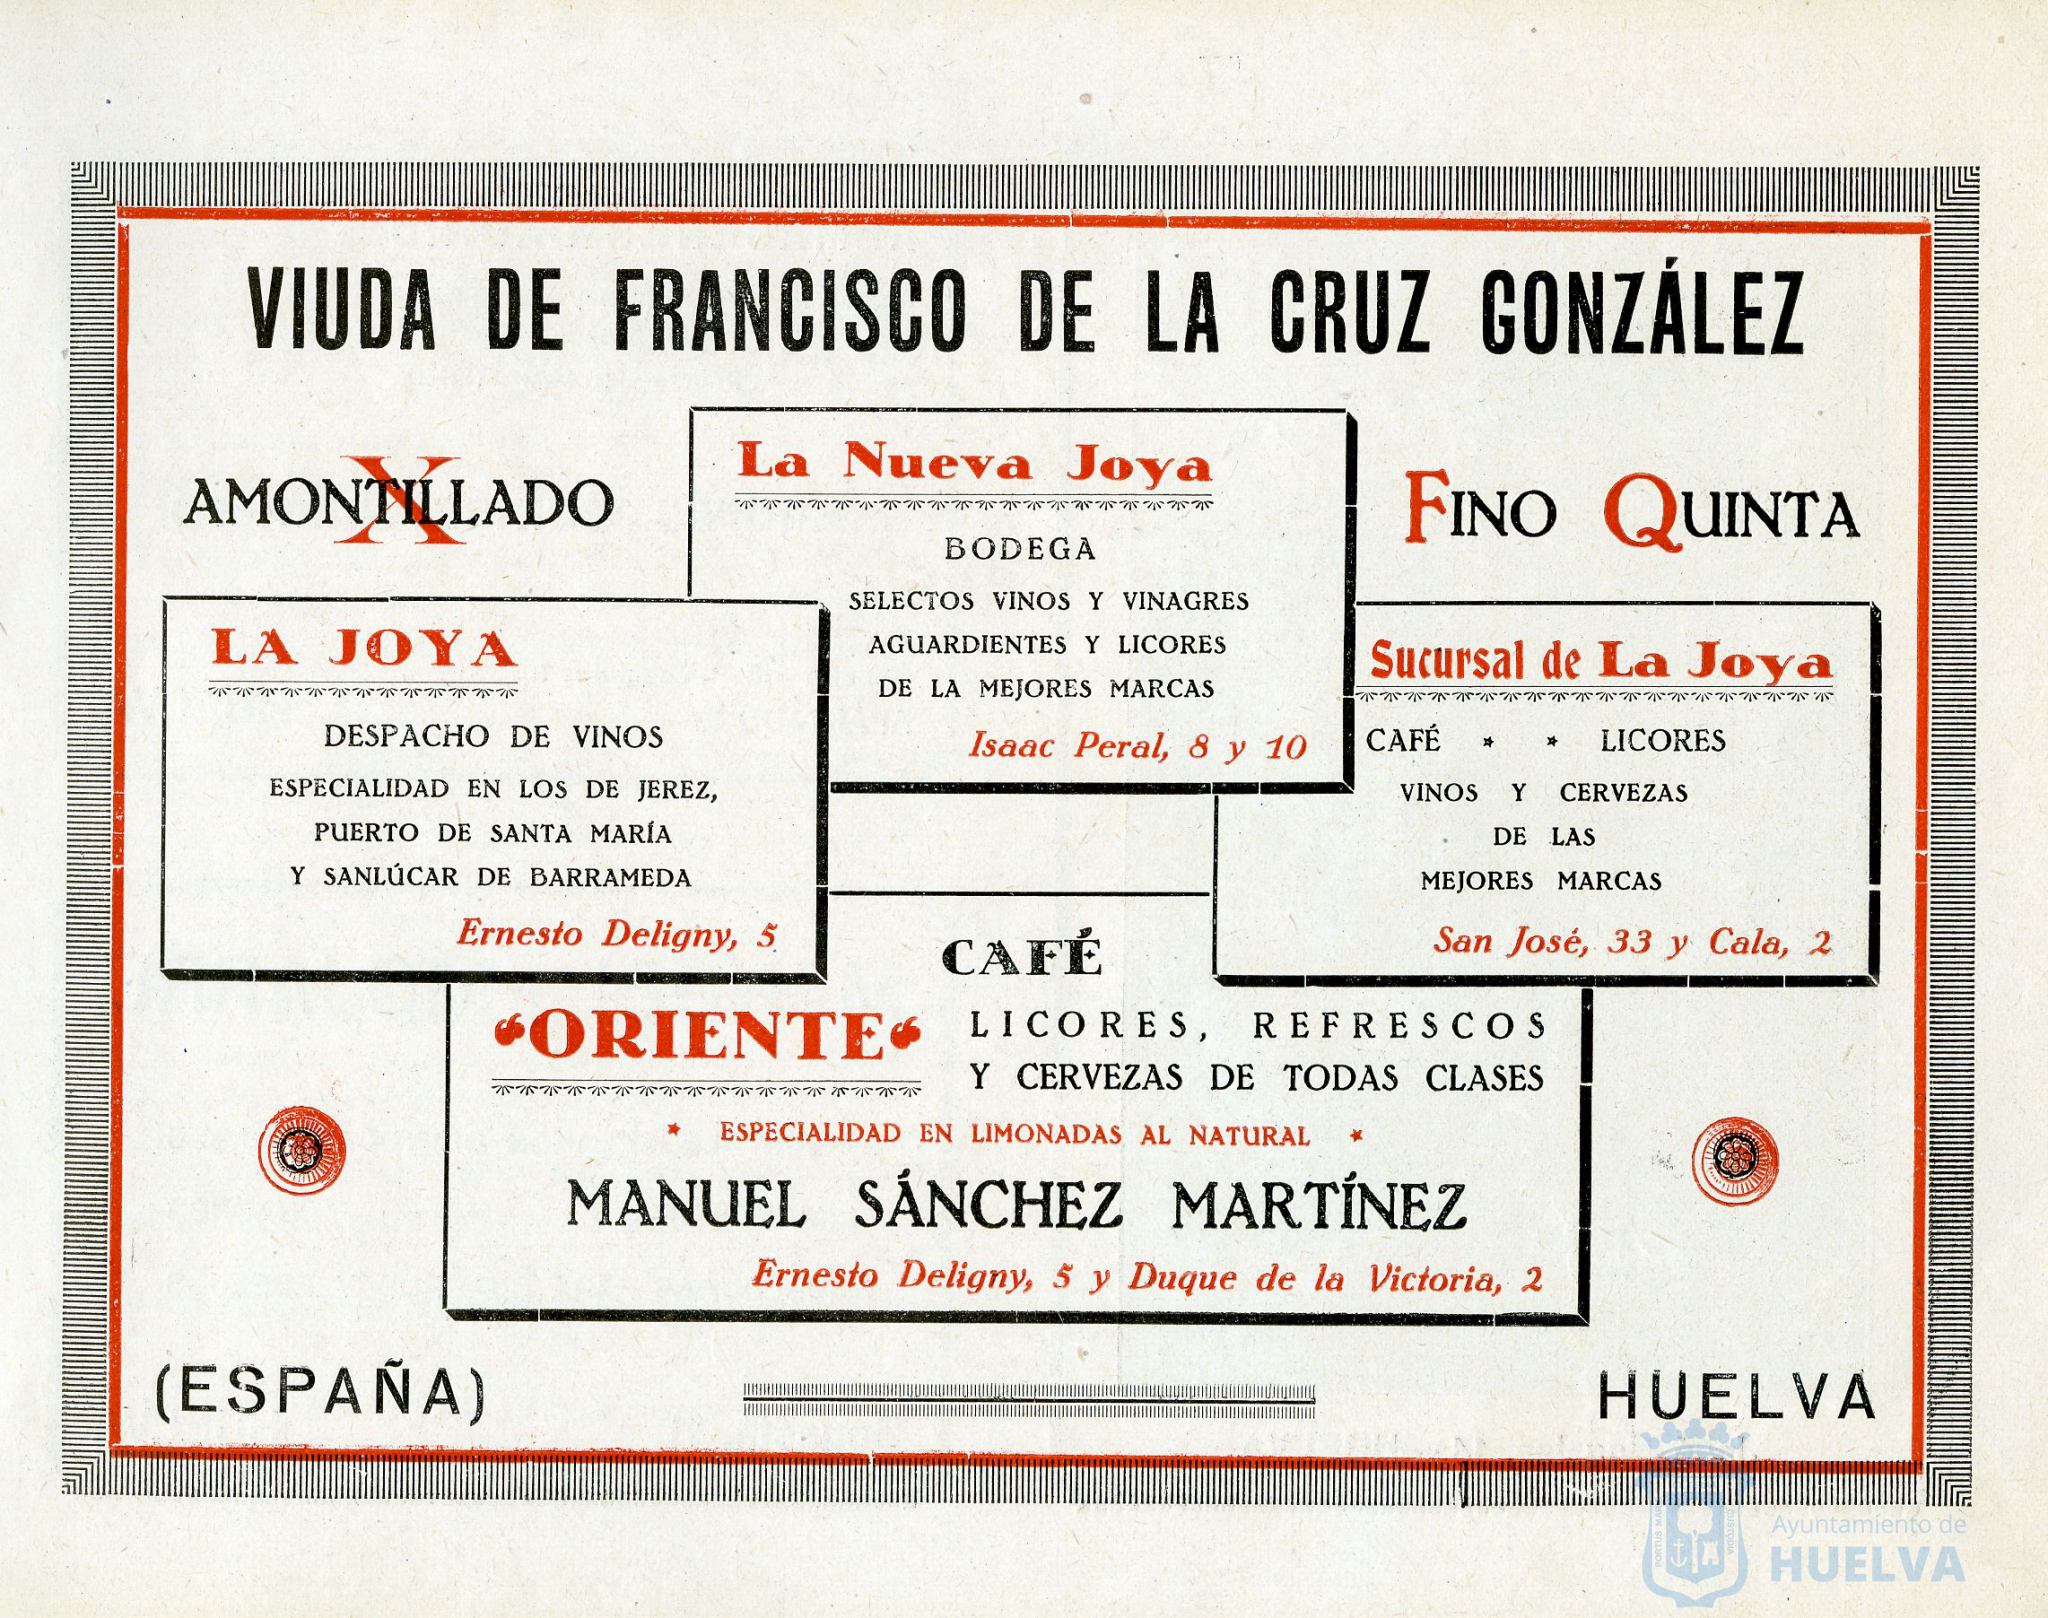 VIUDA DE FRANCISCO DE LA CRUZ GONZÁLEZ
AMONTILLADO
X
La Nueva Joya
BODEGA
SELECTOS VINOS Y VINAGRES
AGUARDIENTES Y LICORES
DE LA MEJORES MARCAS
Isaac Peral, 8 y 10
FINO QUINTA
LA JOYA
DESPACHO DE VINOS
ESPECIALIDAD EN LOS DE JEREZ,
PUERTO DE SANTA MARÍA
Y SANLÚCAR DE BARRAMEDA
Ernesto Deligny, 5
Sucursal de La Joya
CAFÉ * * LICORES
VINOS Y CERVEZAS
DE LAS
MEJORES MARCAS
San José, 33 y Cala, 2
CAFÉ
"ORIENTE"
LICORES, REFRESCOS
Y CERVEZAS DE TODAS CLASES
* ESPECIALIDAD EN LIMONADAS AL NATURAL *
MANUEL SÁNCHEZ MARTÍNEZ
Ernesto Deligny, 5 y Duque de la Victoria, 2
(ESPAÑA)
HUELVA
Ayuntamiento de
HUELVA